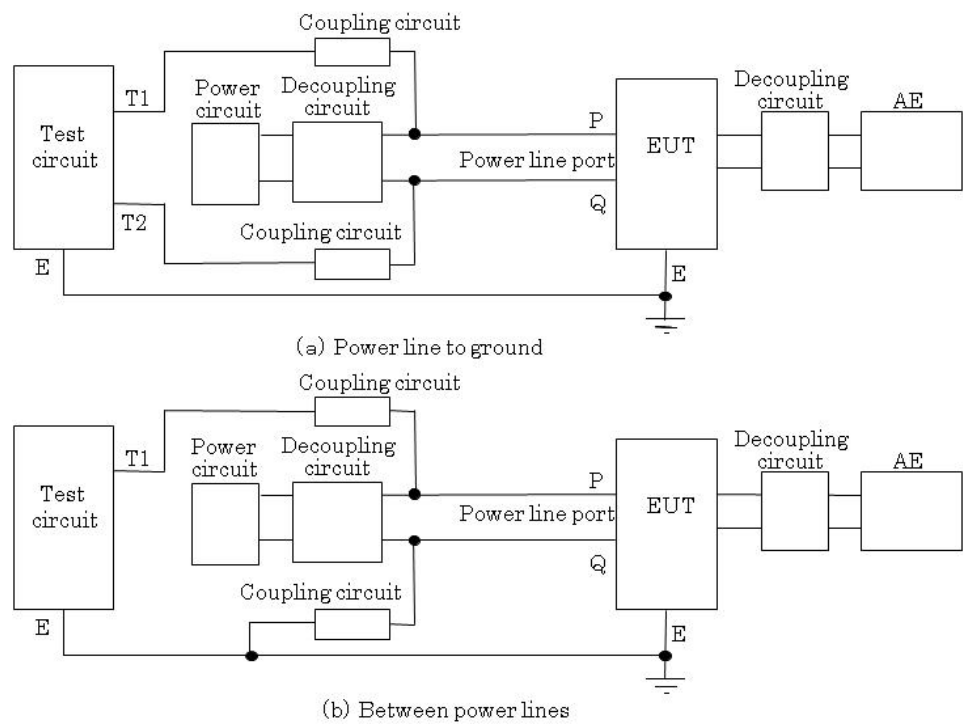 Coupling circuit
T1
Power
circuit
Decoupling
circuit
Test
circuit
P
Power line port
EUT
Decoupling
circuit
AE
Q
T2
Coupling circuit
E
E
(a) Power line to ground
Coupling circuit
T1
Power
circuit
Decoupling
circuit
Test
circuit
P
Power line port
EUT
Decoupling
circuit
AE
Q
Coupling circuit
E
E
(b) Between power lines